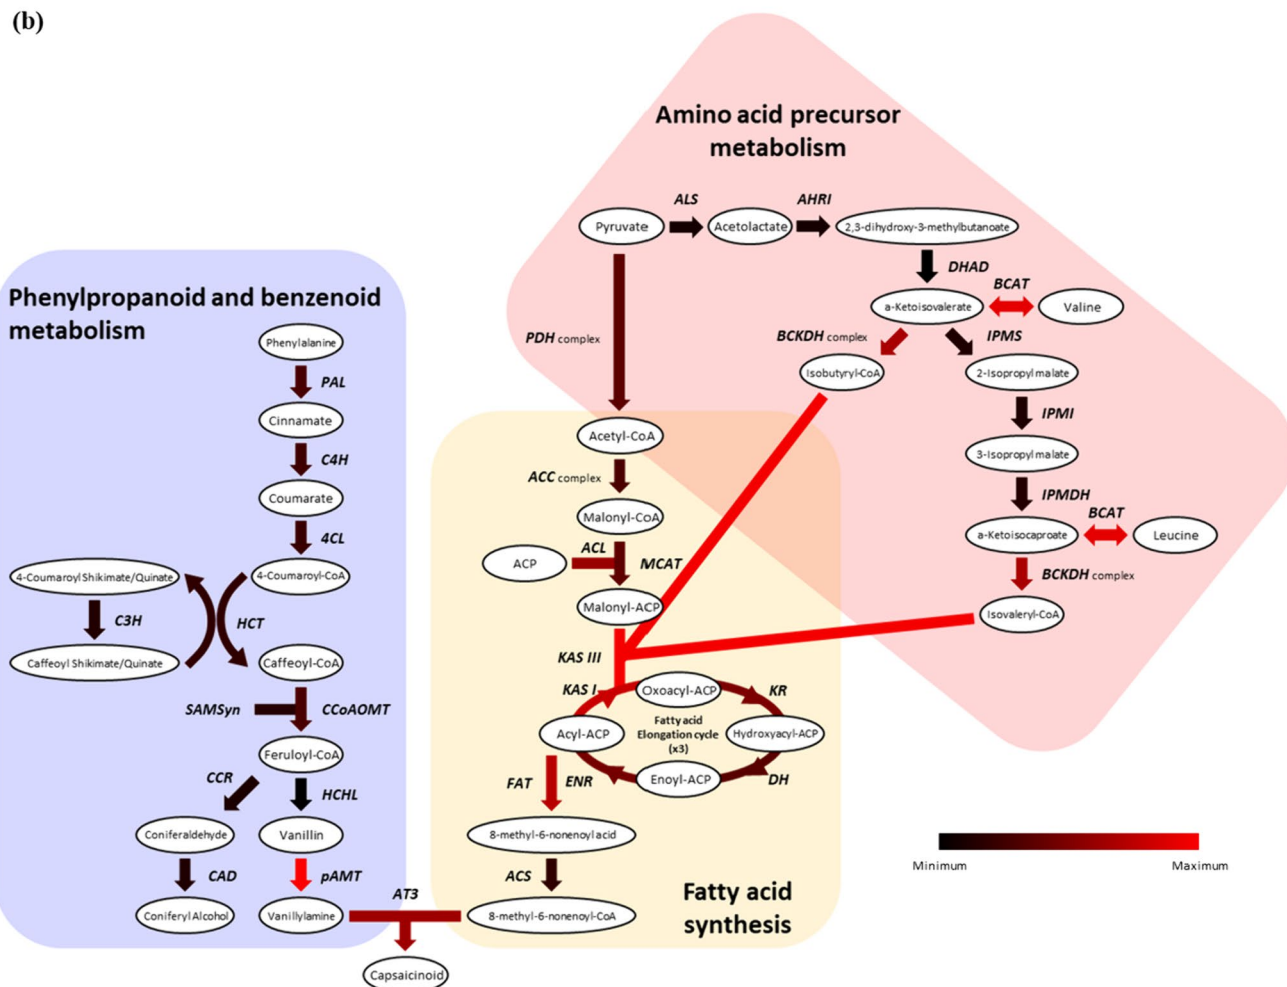 (b)
Amino acid precursor
metabolism
ALS
AHRI
Pyruvate
Acetolactate
2,3-dihydroxy-3-methylbutanoate
DHAD
BCAT
a-Ketoisovalerate
Valine
PDH complex
BCKDH complex
IPMS
Isobutyryl-CoA
2-Isopropyl malate
IPMI
3-Isopropyl malate
IPMDH
BCAT
a-Ketoisocaproate
Leucine
BCKDH complex
Isovaleryl-CoA
Phenylpropanoid and benzenoid
metabolism
Phenylalanine
PAL
Cinnamate
C4H
Coumarate
4CL
4-Coumaroyl Shikimate/Quinate
4-Coumaroyl-CoA
C3H
HCT
Caffeoyl Shikimate/Quinate
Caffeoyl-CoA
SAMSyn
CCoAOMT
Feruloyl-CoA
CCR
HCHL
Coniferaldehyde
Vanillin
CAD
pAMT
Coniferyl Alcohol
Vanillylamine
AT3
Capsaicinoid
Acetyl-CoA
ACC complex
Malonyl-CoA
ACP
ACL
MCAT
Malonyl-ACP
KAS III
KAS I
Oxoacyl-ACP
KR
Acyl-ACP
Fatty acid
Elongation cycle
(x3)
Hydroxyacyl-ACP
Enoyl-ACP
DH
FAT
ENR
8-methyl-6-nonenoyl acid
ACS
8-methyl-6-nonenoyl-CoA
Fatty acid
synthesis
Minimum
Maximum